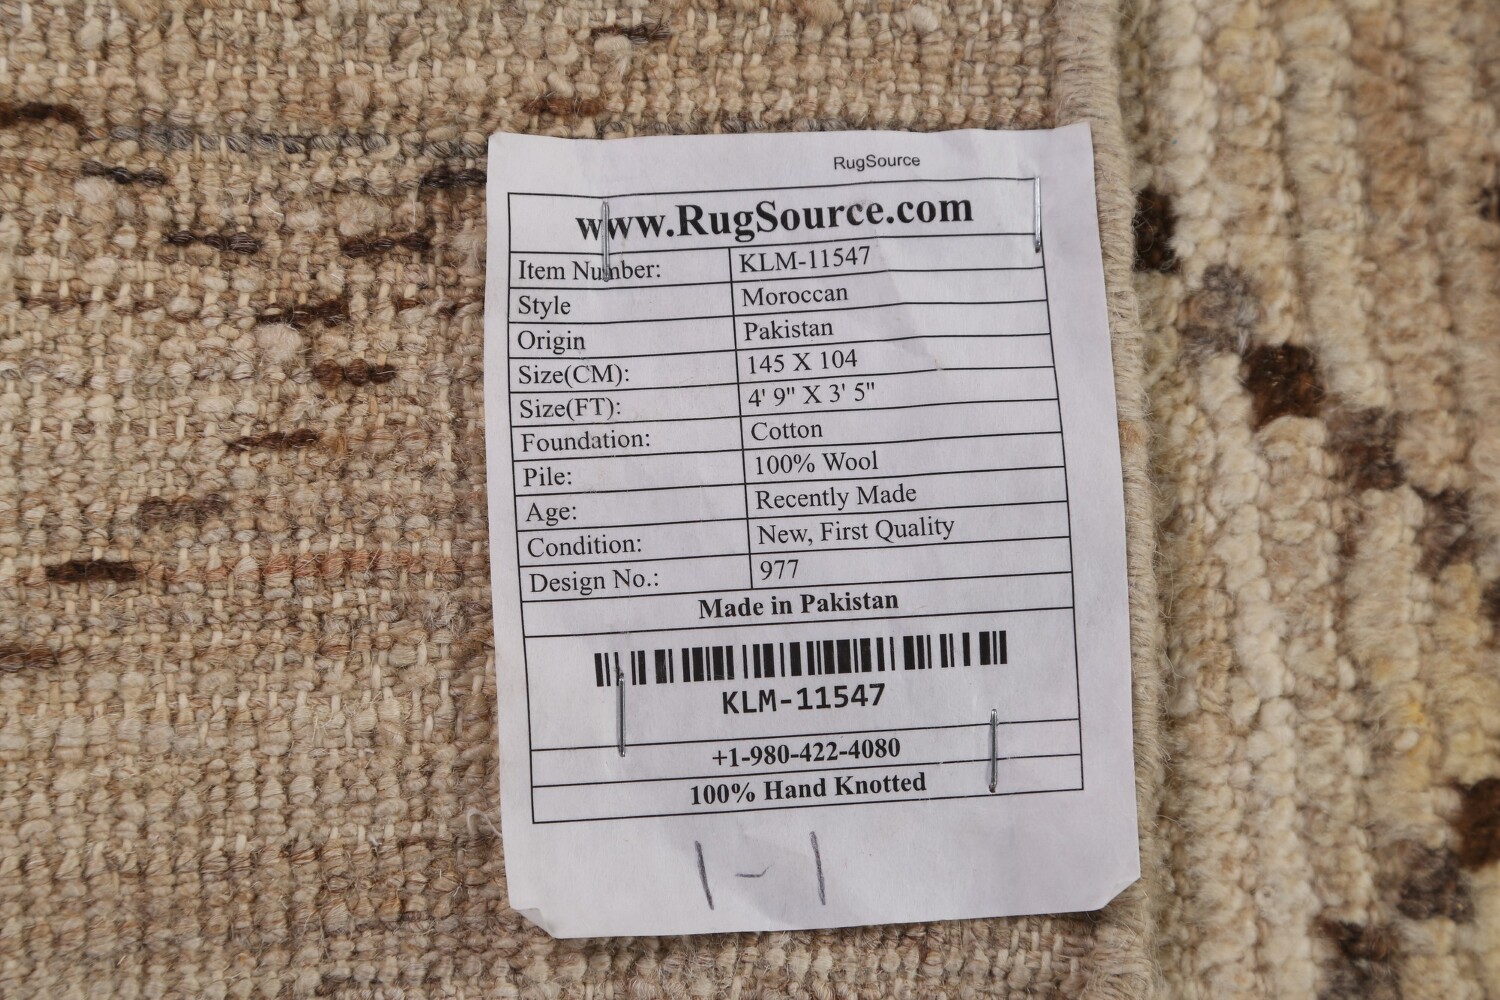 RugSource
www.RugSource.com
Item Number: KLM-11547
Style Moroccan
Origin Pakistan
Size(CM): 145 X 104
Size(FT): 4' 9" X 3' 5"
Foundation: Cotton
Pile: 100% Wool
Age: Recently Made
Condition: New, First Quality
Design No.: 977
Made in Pakistan
KLM-11547
+1-980-422-4080
100% Hand Knotted
1-1